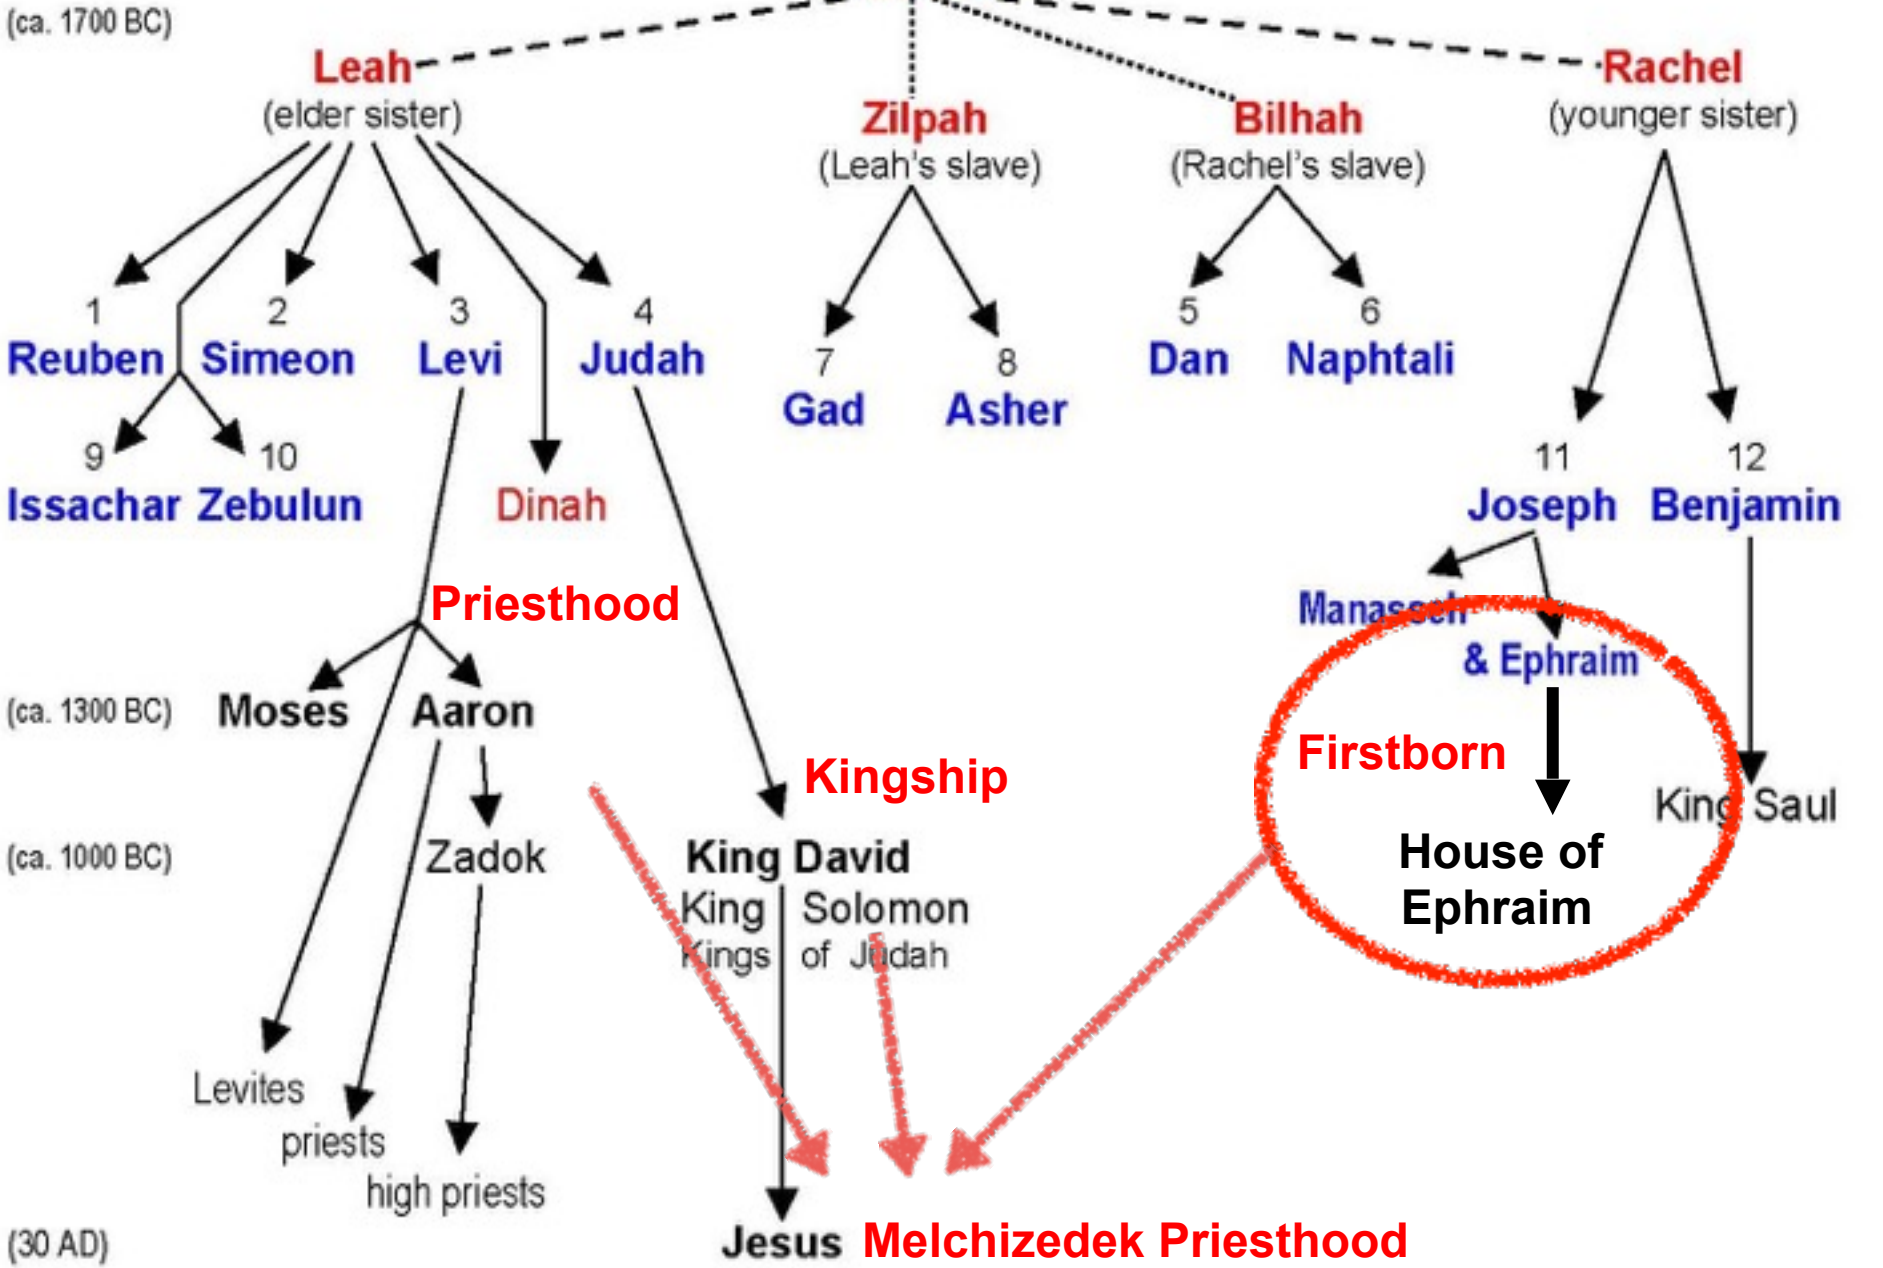 (ca. 1700 BC)
Leah
(elder sister)
Zilpah
(Leah's slave)
Bilhah
(Rachel's slave)
Rachel
(younger sister)
1
2
3
4
5
6
Reuben
Simeon
Levi
Judah
Dan
Naphtali
7
8
Gad
Asher
9
10
11
12
Issachar
Zebulun
Dinah
Joseph
Benjamin
Priesthood
Manasseh
& Ephraim
(ca. 1300 BC)
Moses
Aaron
Kingship
Firstborn
King Saul
(ca. 1000 BC)
Zadok
King David
King Solomon
Kings of Judah
House of
Ephraim
Levites
priests
high priests
(30 AD)
Jesus
Melchizedek Priesthood